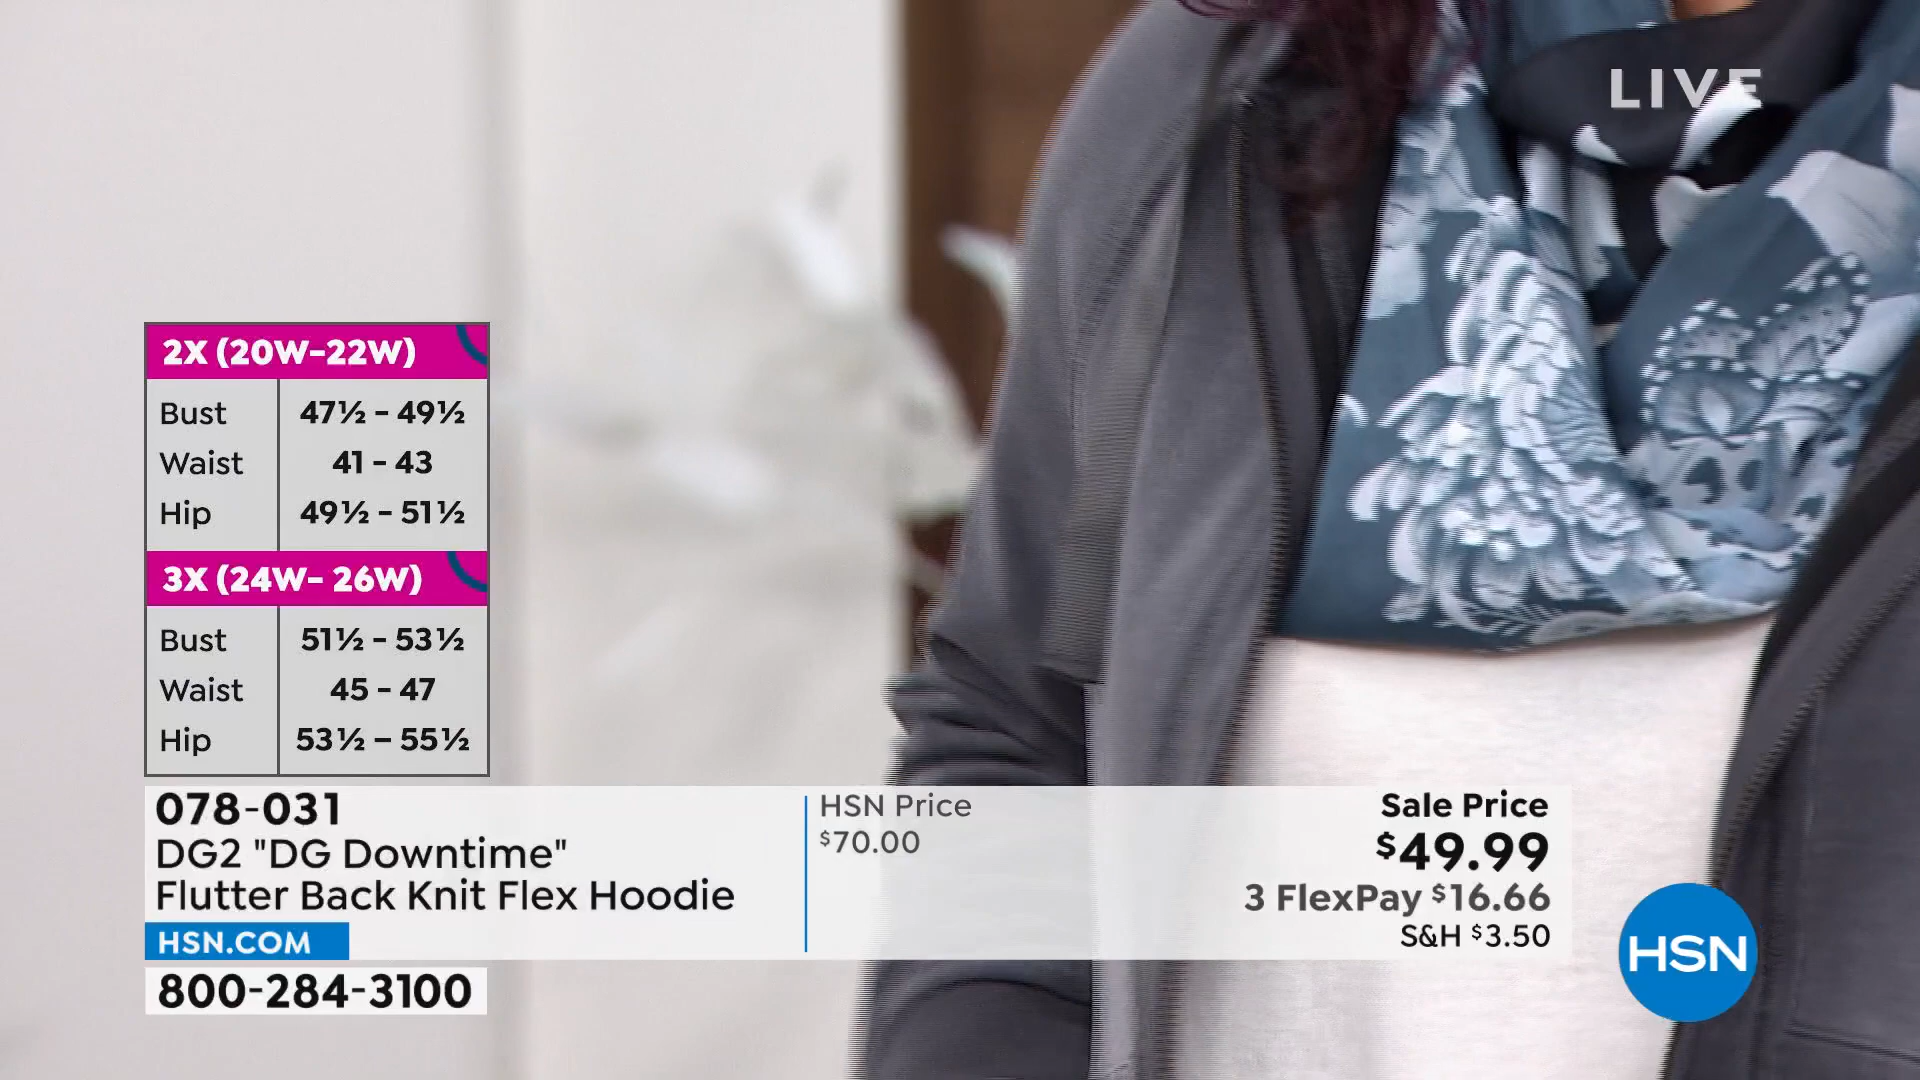 LIVE
2X (20W-22W)
Bust 47½ - 49½
Waist 41 - 43
Hip 49½ - 51½
3X (24W- 26W)
Bust 51½ - 53½
Waist 45 - 47
Hip 53½ – 55½
078-031
DG2 "DG Downtime"
Flutter Back Knit Flex Hoodie
HSN.COM
800-284-3100
HSN Price
$70.00
Sale Price
$49.99
3 FlexPay $16.66
S&H $3.50
HSN